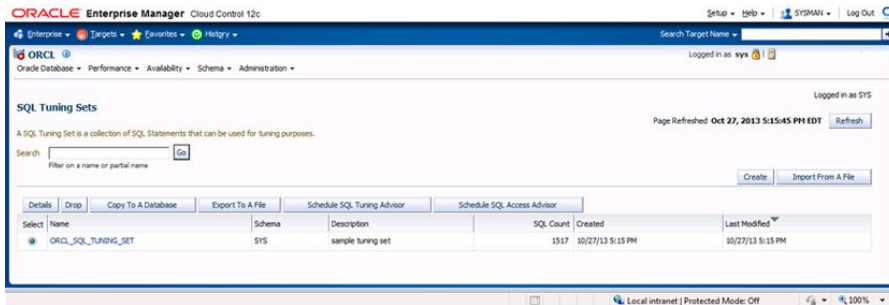 ORACLE Enterprise Manager Cloud Control 12c
Setup Help SYSMAN Log Out
Enterprise Targets Favorites History
Search Target Name
ORCL
Logged in as sys
Oracle Database Performance Availability Schema Administration
Logged in as SYS
SQL Tuning Sets
Page Refreshed Oct 27, 2013 5:15:45 PM EDT Refresh
A SQL Tuning Set is a collection of SQL Statements that can be used for tuning purposes.
Search Go
Filter on a name or partial name
Create Import From A File
Details Drop Copy To A Database Export To A File Schedule SQL Tuning Advisor Schedule SQL Access Advisor
Select Name Schema Description SQL Count Created Last Modified
ORCL_SQL_TUNING_SET SYS sample tuning set 1517 10/27/13 5:15 PM 10/27/13 5:15 PM
Local intranet | Protected Mode: Off 100%